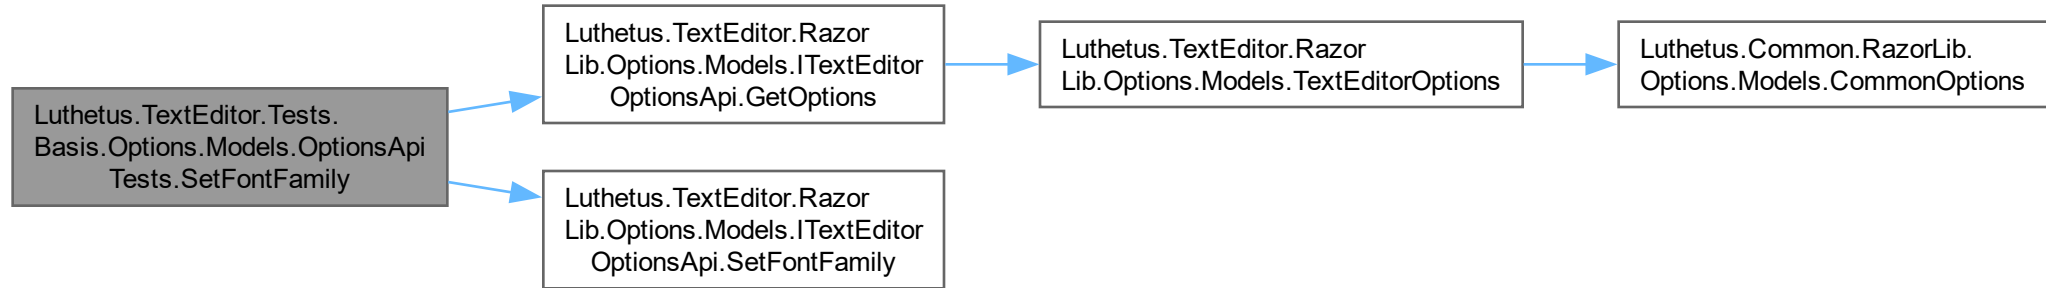 Luthetus.TextEditor.Tests.
Basis.Options.Models.OptionsApi
Tests.SetFontFamily
Luthetus.TextEditor.Razor
Lib.Options.Models.ITextEditor
OptionsApi.GetOptions
Luthetus.TextEditor.Razor
Lib.Options.Models.TextEditorOptions
Luthetus.Common.RazorLib.
Options.Models.CommonOptions
Luthetus.TextEditor.Razor
Lib.Options.Models.ITextEditor
OptionsApi.SetFontFamily